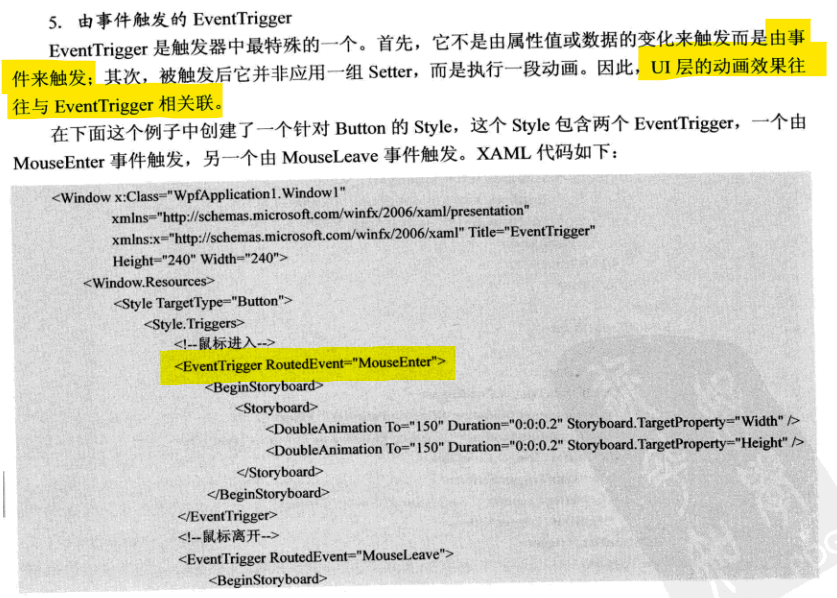 5. 由事件触发的 EventTrigger
EventTrigger 是触发器中最特殊的一个。首先，它不是由属性值或数据的变化来触发而是由事
件来触发；其次，被触发后它并非应用一组 Setter，而是执行一段动画。因此，UI 层的动画效果往
往与 EventTrigger 相关联。
在下面这个例子中创建了一个针对 Button 的 Style，这个 Style 包含两个 EventTrigger，一个由
MouseEnter 事件触发，另一个由 MouseLeave 事件触发。XAML 代码如下：
<Window x:Class="WpfApplication1.Window1"
xmlns="http://schemas.microsoft.com/winfx/2006/xaml/presentation"
xmlns:x="http://schemas.microsoft.com/winfx/2006/xaml" Title="EventTrigger"
Height="240" Width="240">
<Window.Resources>
<Style TargetType="Button">
<Style.Triggers>
<!--鼠标进入-->
<EventTrigger RoutedEvent="MouseEnter">
<BeginStoryboard>
<Storyboard>
<DoubleAnimation To="150" Duration="0:0:0.2" Storyboard.TargetProperty="Width" />
<DoubleAnimation To="150" Duration="0:0:0.2" Storyboard.TargetProperty="Height" />
</Storyboard>
</BeginStoryboard>
</EventTrigger>
<!--鼠标离开-->
<EventTrigger RoutedEvent="MouseLeave">
<BeginStoryboard>